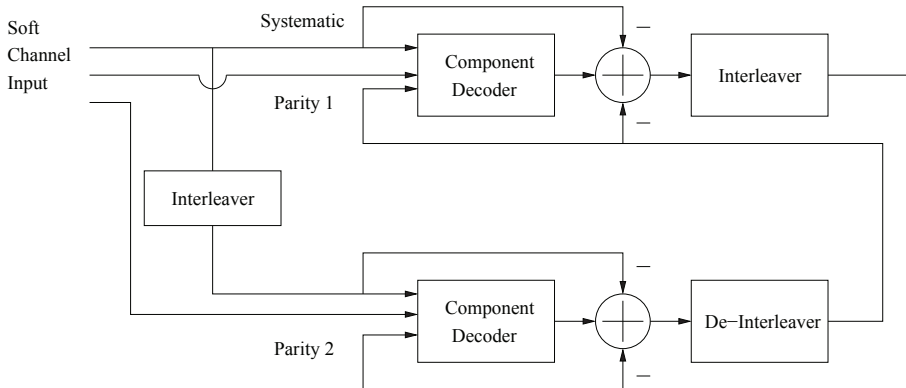 Soft
Channel
Input
Systematic
Parity 1
Component
Decoder
−
−
Interleaver
Interleaver
Parity 2
Component
Decoder
−
−
De−Interleaver